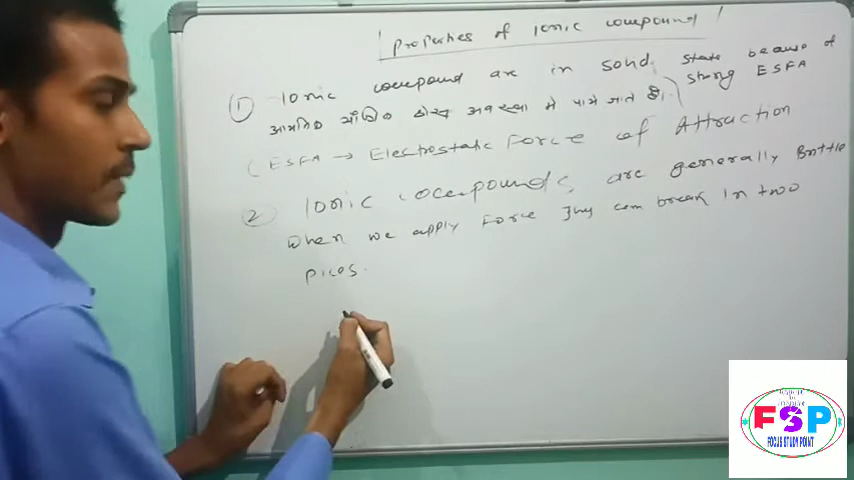 Properties of ionic compound
① Ionic compound are in solid state because of strong ESFA
आयनिक यौगिक ठोस अवस्था में पाये जाते है।
(ESFA → Electrostatic Force of Attraction
② Ionic compounds are generally Brittle
When we apply Force They can break in two
pices.
FSP
FOCUS STUDY POINT